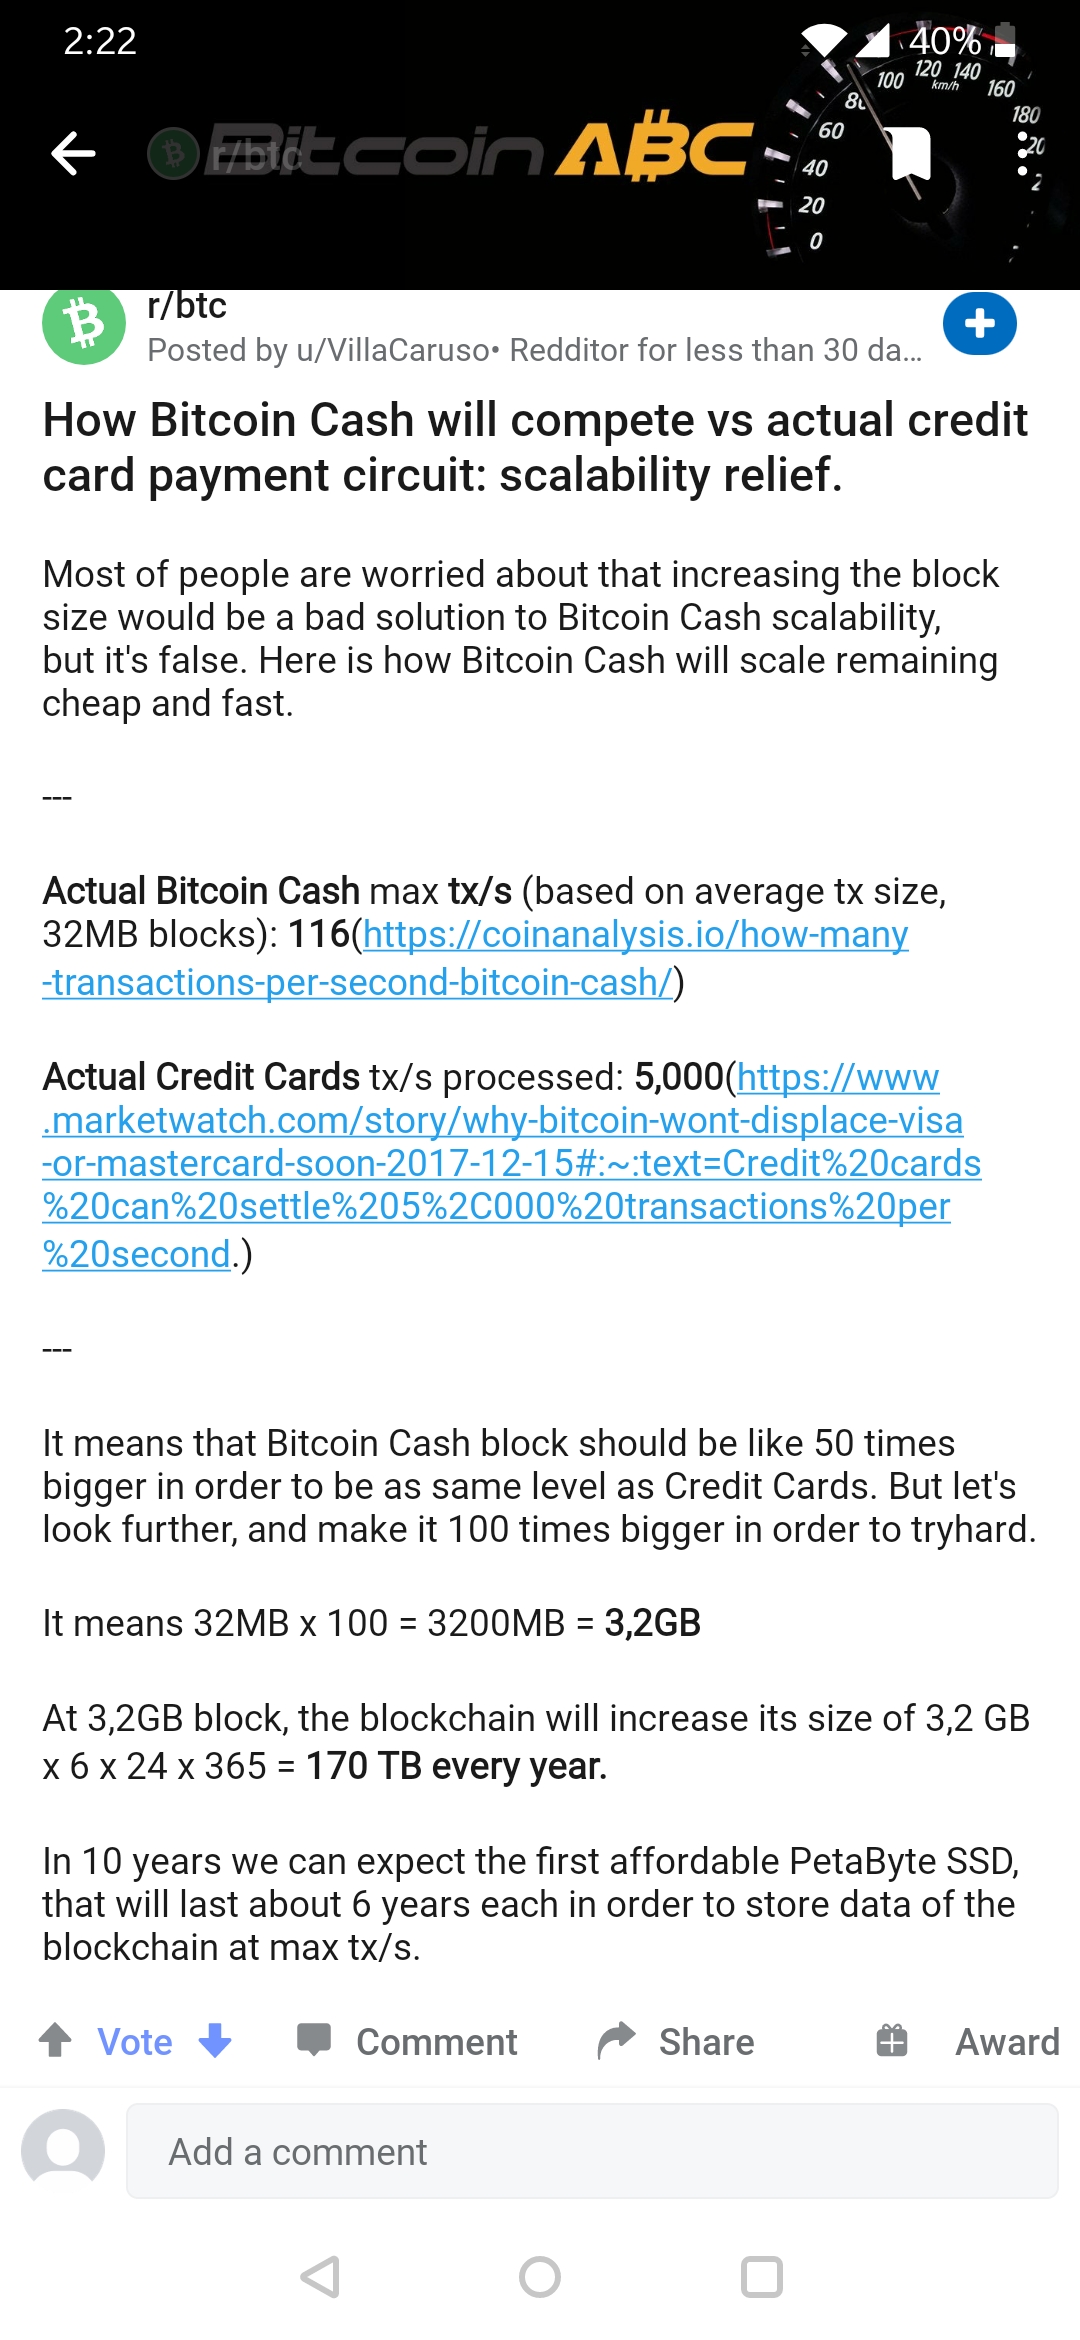 2:22
40%
r/btc
Bitcoin ABC
0
20
40
60
100
120
140
160
180
km/h
r/btc
Posted by u/VillaCaruso• Redditor for less than 30 da...
How Bitcoin Cash will compete vs actual credit
card payment circuit: scalability relief.
Most of people are worried about that increasing the block
size would be a bad solution to Bitcoin Cash scalability,
but it's false. Here is how Bitcoin Cash will scale remaining
cheap and fast.
---
Actual Bitcoin Cash max tx/s (based on average tx size,
32MB blocks): 116(https://coinanalysis.io/how-many
-transactions-per-second-bitcoin-cash/)
Actual Credit Cards tx/s processed: 5,000(https://www
.marketwatch.com/story/why-bitcoin-wont-displace-visa
-or-mastercard-soon-2017-12-15#:~:text=Credit%20cards
%20can%20settle%205%2C000%20transactions%20per
%20second.)
---
It means that Bitcoin Cash block should be like 50 times
bigger in order to be as same level as Credit Cards. But let's
look further, and make it 100 times bigger in order to tryhard.
It means 32MB x 100 = 3200MB = 3,2GB
At 3,2GB block, the blockchain will increase its size of 3,2 GB
x 6 x 24 x 365 = 170 TB every year.
In 10 years we can expect the first affordable PetaByte SSD,
that will last about 6 years each in order to store data of the
blockchain at max tx/s.
Vote
Comment
Share
Award
Add a comment